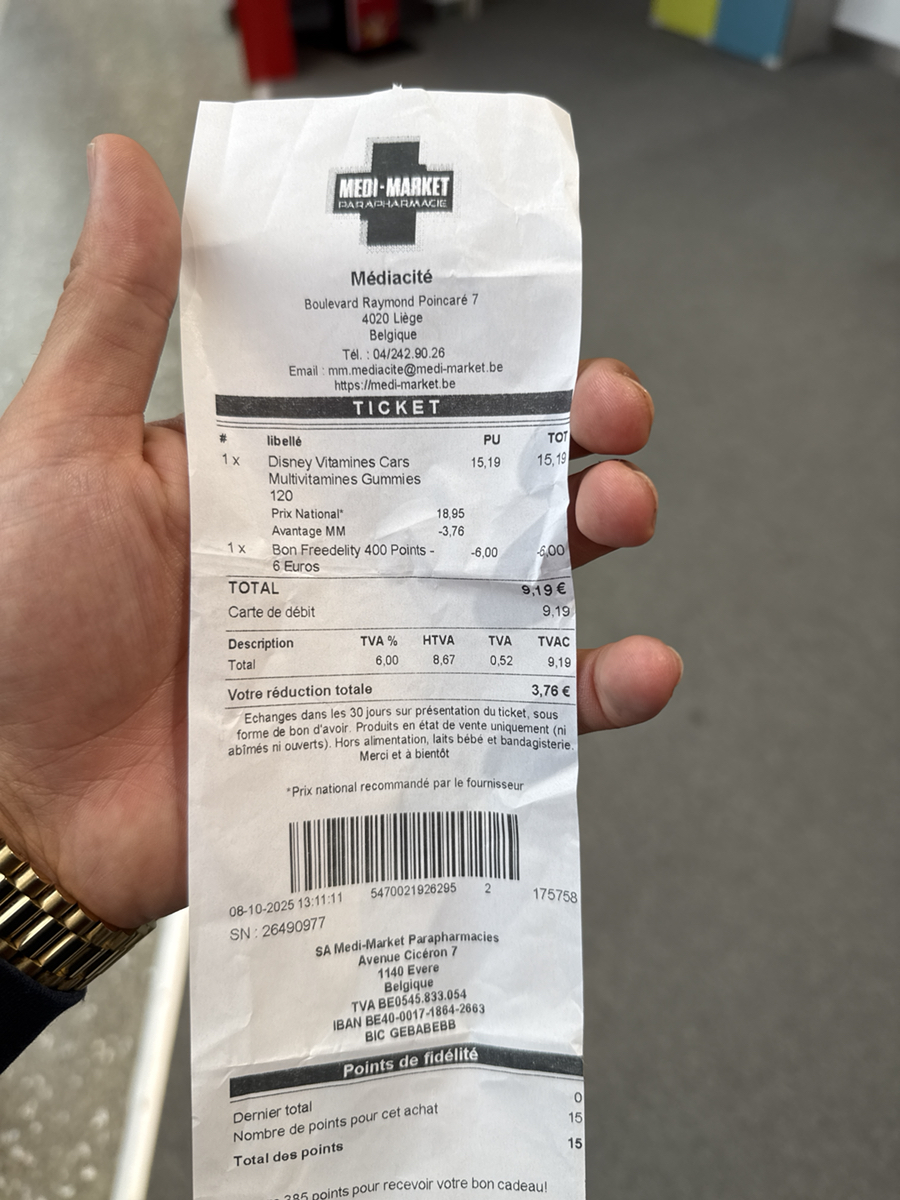 MEDI-MARKET
PARAPHARMACIE
Médiacité
Boulevard Raymond Poincaré 7
4020 Liège
Belgique
Tél. : 04/242.90.26
Email : mm.mediacite@medi-market.be
https://medi-market.be
TICKET
# libellé PU TOT
1 x Disney Vitamines Cars 15,19 15,19
Multivitamines Gummies
120
Prix National* 18,95
Avantage MM -3,76
1 x Bon Freedelity 400 Points - -6,00 -6,00
6 Euros
TOTAL 9,19 €
Carte de débit 9,19
Description TVA % HTVA TVA TVAC
Total 6,00 8,67 0,52 9,19
Votre réduction totale 3,76 €
Echanges dans les 30 jours sur présentation du ticket, sous
forme de bon d'avoir. Produits en état de vente uniquement (ni
abîmés ni ouverts). Hors alimentation, laits bébé et bandagisterie.
Merci et à bientôt
*Prix national recommandé par le fournisseur
08-10-2025 13:11:11 5470021926295 2 175758
SN : 26490977
SA Medi-Market Parapharmacies
Avenue Cicéron 7
1140 Evere
Belgique
TVA BE0545.833.054
IBAN BE40-0017-1864-2663
BIC GEBABEBB
Points de fidélité
Dernier total 0
Nombre de points pour cet achat 15
Total des points 15
385 points pour recevoir votre bon cadeau!